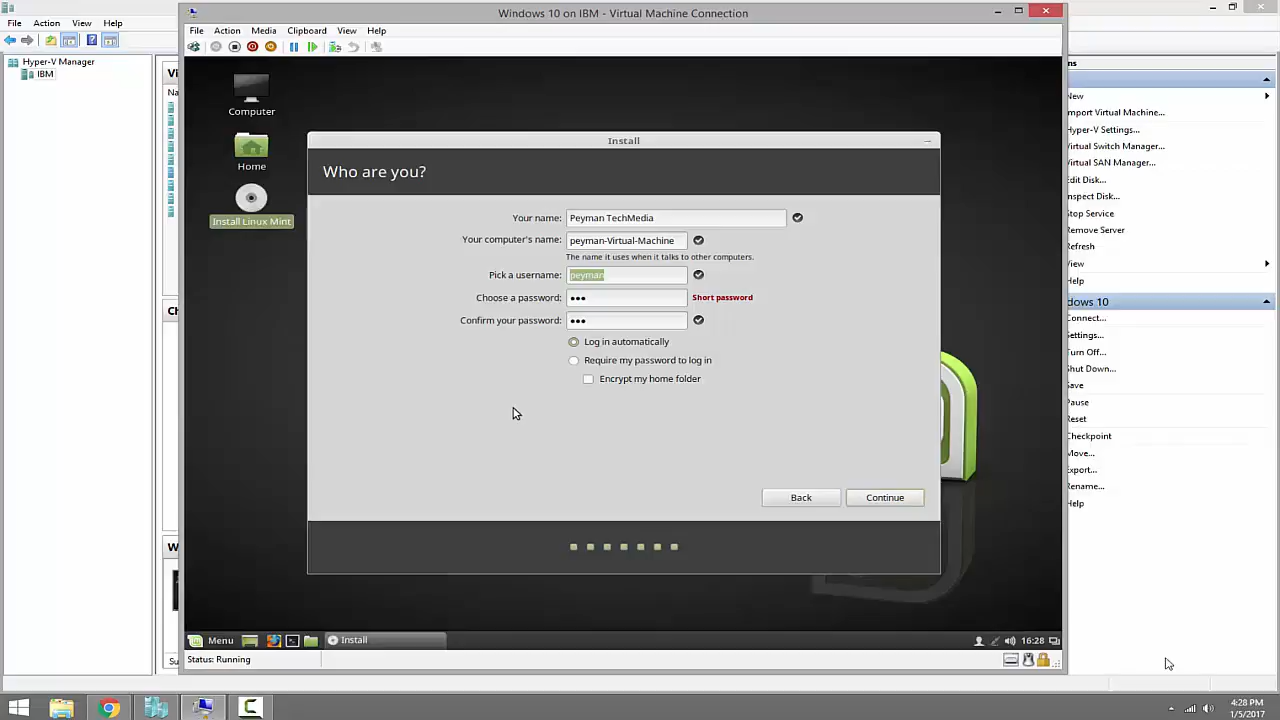 Windows 10 on IBM - Virtual Machine Connection
File Action View Help
File Action Media Clipboard View Help
Hyper-V Manager
IBM
Computer
Home
Install Linux Mint
Install
Who are you?
Your name: Peyman TechMedia
Your computer's name: peyman-Virtual-Machine
The name it uses when it talks to other computers.
Pick a username: peyman
Choose a password: ●●● Short password
Confirm your password: ●●●
Log in automatically
Require my password to log in
Encrypt my home folder
Back Continue
Menu Install 16:28
Status: Running
New
Import Virtual Machine...
Hyper-V Settings...
Virtual Switch Manager...
Virtual SAN Manager...
Edit Disk...
Inspect Disk...
Stop Service
Remove Server
Refresh
View
Help
dows 10
Connect...
Settings...
Turn Off...
Shut Down...
Save
Pause
Reset
Checkpoint
Move...
Export...
Rename...
Help
4:28 PM
1/5/2017